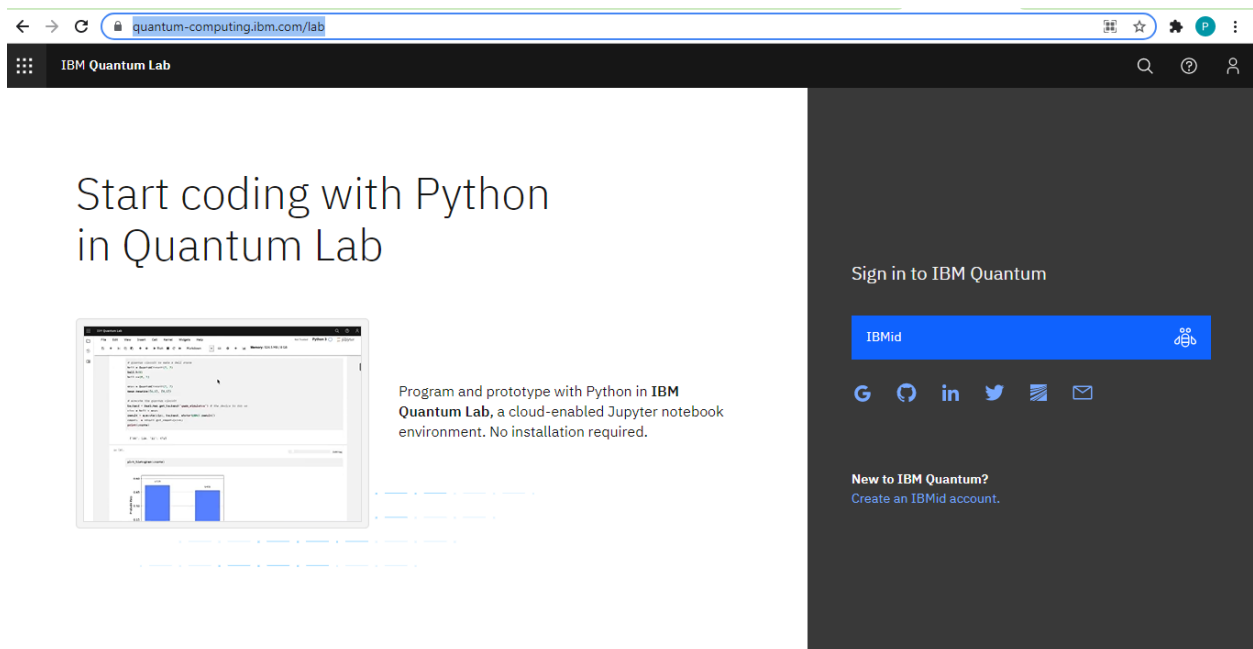 quantum-computing.ibm.com/lab
P
IBM Quantum Lab
Start coding with Python
in Quantum Lab
Program and prototype with Python in IBM
Quantum Lab, a cloud-enabled Jupyter notebook
environment. No installation required.
Sign in to IBM Quantum
IBMid
New to IBM Quantum?
Create an IBMid account.